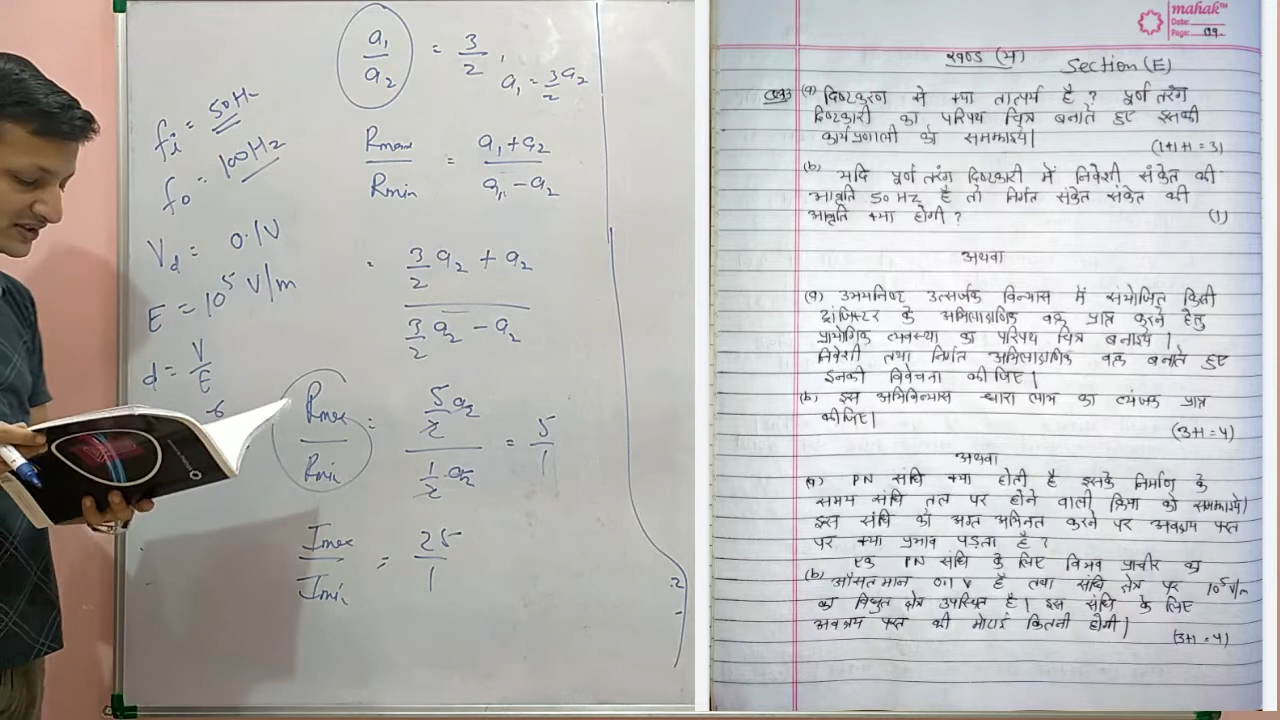 a₁/a₂ = 3/2, a₁ = 3/2 a₂
fᵢ = 50Hz
f₀ = 100Hz
Rmax/Rmin = a₁+a₂/a₁-a₂
V_d = 0.1V
E = 10⁵ V/m
d = V/E
-6
= 3/2 a₂ + a₂ / 3/2 a₂ - a₂
Rmax/Rmin = 5/2 a₂ / 1/2 a₂ = 5/1
Imax/Imin = 25/1
mahak™
Date:
Page: 09
खण्ड (य) Section (E)
Q93 (a) दिष्टकरण से क्या तात्पर्य है? पूर्ण तरंग
दिष्टकारी का परिपथ चित्र बनाते हुए इसकी
कार्यप्रणाली को समझाइये।
(1+1+1=3)
(b) यदि पूर्ण तरंग दिष्टकारी में निवेशी संकेत की
आवृति 50 HZ है तो निर्गत संकेत संकेत की
आवृति क्या होगी?
(1)
अथवा
(a) उभयनिष्ट उत्सर्जक विन्यास में संयोजित किसी
ट्रांजिस्टर के अभिलाक्षणिक वक्र प्राप्त करने हेतु
प्रायोगिक व्यवस्था का परिपथ चित्र बनाइये।
निवेशी तथा निर्गत अभिलाक्षणिक वक्र बनाते हुए
इनकी विवेचना कीजिए।
(b) इस अभिविन्यास धारा लाभ का व्यंजक प्राप्त
कीजिए।
(3+1=4)
अथवा
(a) PN संधि क्या होती है इसके निर्माण के
समय संधि तल पर होने वाली क्रिया को समझाइये।
इस संधि को अग्र अभिनत करने पर अवक्षय परत
पर क्या प्रभाव पड़ता है?
(b) एक PN संधि के लिए विभव प्राचीर का
औसत मान 0.1 V है तथा संधि क्षेत्र पर 10⁵ V/m
का विधुत क्षेत्र उपस्थित है। इस संधि के लिए
अवक्षय परत की मोटाई कितनी होगी।
(3+1=4)